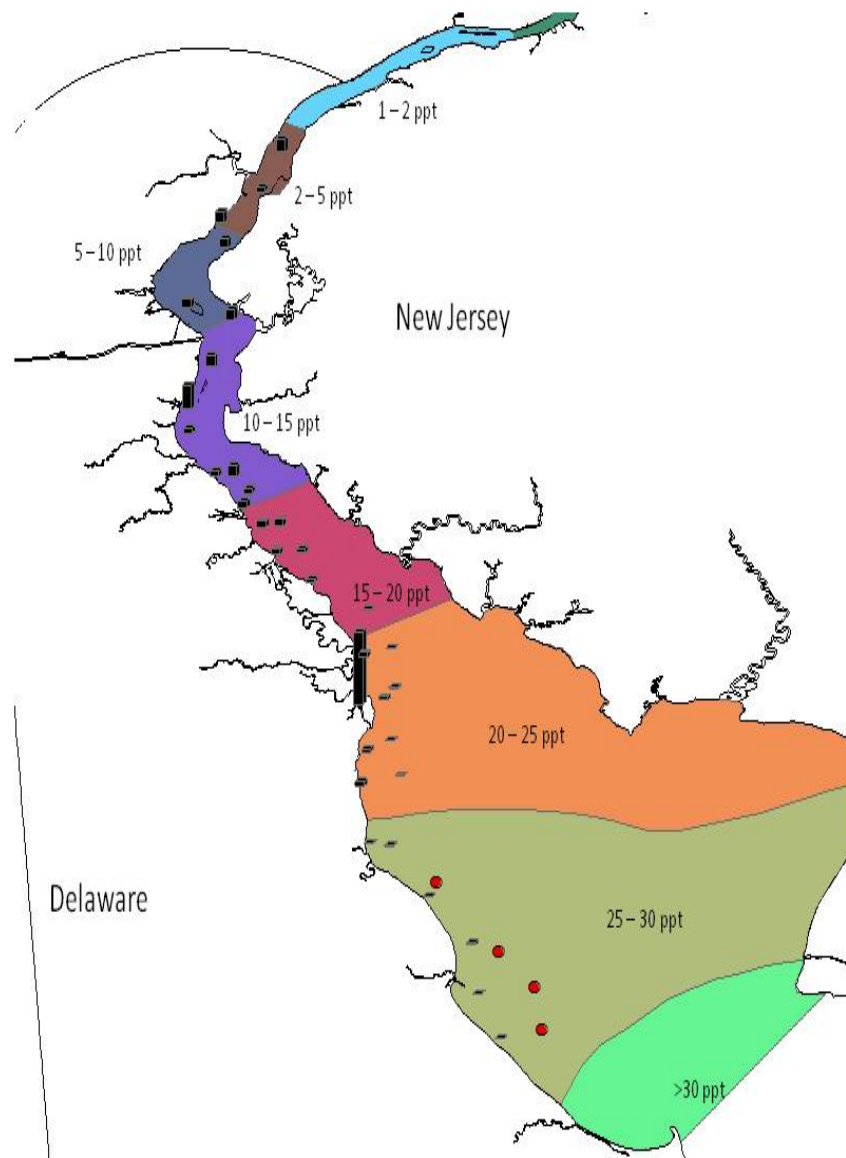 1 – 2 ppt
2 – 5 ppt
5 – 10 ppt
New Jersey
10 – 15 ppt
15 – 20 ppt
20 – 25 ppt
Delaware
25 – 30 ppt
>30 ppt